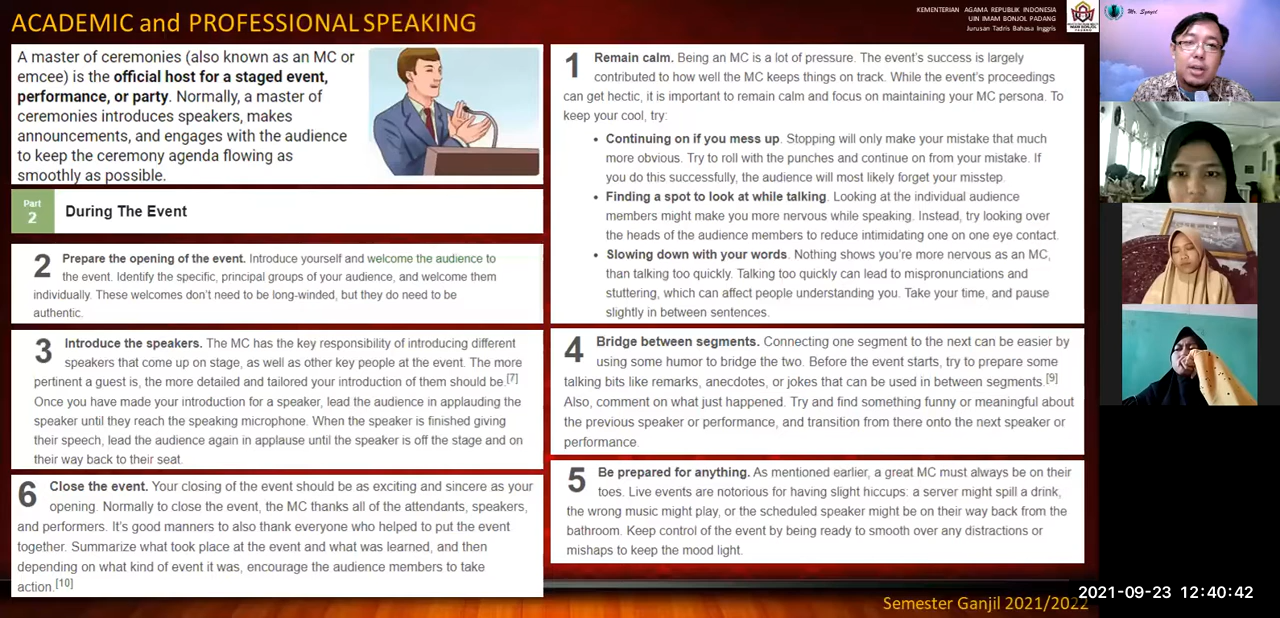 ACADEMIC and PROFESSIONAL SPEAKING
KEMENTERIAN AGAMA REPUBLIK INDONESIA
UIN IMAM BONJOL PADANG
Jurusan Tadris Bahasa Inggris
Mr. Syayid
A master of ceremonies (also known as an MC or
emcee) is the official host for a staged event,
performance, or party. Normally, a master of
ceremonies introduces speakers, makes
announcements, and engages with the audience
to keep the ceremony agenda flowing as
smoothly as possible.
Part
2
During The Event
1 Remain calm. Being an MC is a lot of pressure. The event's success is largely
contributed to how well the MC keeps things on track. While the event's proceedings
can get hectic, it is important to remain calm and focus on maintaining your MC persona. To
keep your cool, try:
• Continuing on if you mess up. Stopping will only make your mistake that much
more obvious. Try to roll with the punches and continue on from your mistake. If
you do this successfully, the audience will most likely forget your misstep.
• Finding a spot to look at while talking. Looking at the individual audience
members might make you more nervous while speaking. Instead, try looking over
the heads of the audience members to reduce intimidating one on one eye contact.
• Slowing down with your words. Nothing shows you're more nervous as an MC,
than talking too quickly. Talking too quickly can lead to mispronunciations and
stuttering, which can affect people understanding you. Take your time, and pause
slightly in between sentences.
2 Prepare the opening of the event. Introduce yourself and welcome the audience to
the event. Identify the specific, principal groups of your audience, and welcome them
individually. These welcomes don't need to be long-winded, but they do need to be
authentic.
3 Introduce the speakers. The MC has the key responsibility of introducing different
speakers that come up on stage, as well as other key people at the event. The more
pertinent a guest is, the more detailed and tailored your introduction of them should be.[7]
Once you have made your introduction for a speaker, lead the audience in applauding the
speaker until they reach the speaking microphone. When the speaker is finished giving
their speech, lead the audience again in applause until the speaker is off the stage and on
their way back to their seat.
4 Bridge between segments. Connecting one segment to the next can be easier by
using some humor to bridge the two. Before the event starts, try to prepare some
talking bits like remarks, anecdotes, or jokes that can be used in between segments.[9]
Also, comment on what just happened. Try and find something funny or meaningful about
the previous speaker or performance, and transition from there onto the next speaker or
performance.
5 Be prepared for anything. As mentioned earlier, a great MC must always be on their
toes. Live events are notorious for having slight hiccups: a server might spill a drink,
the wrong music might play, or the scheduled speaker might be on their way back from the
bathroom. Keep control of the event by being ready to smooth over any distractions or
mishaps to keep the mood light.
6 Close the event. Your closing of the event should be as exciting and sincere as your
opening. Normally to close the event, the MC thanks all of the attendants, speakers,
and performers. It's good manners to also thank everyone who helped to put the event
together. Summarize what took place at the event and what was learned, and then
depending on what kind of event it was, encourage the audience members to take
action.[10]
Semester Ganjil 2021/2022
2021-09-23 12:40:42